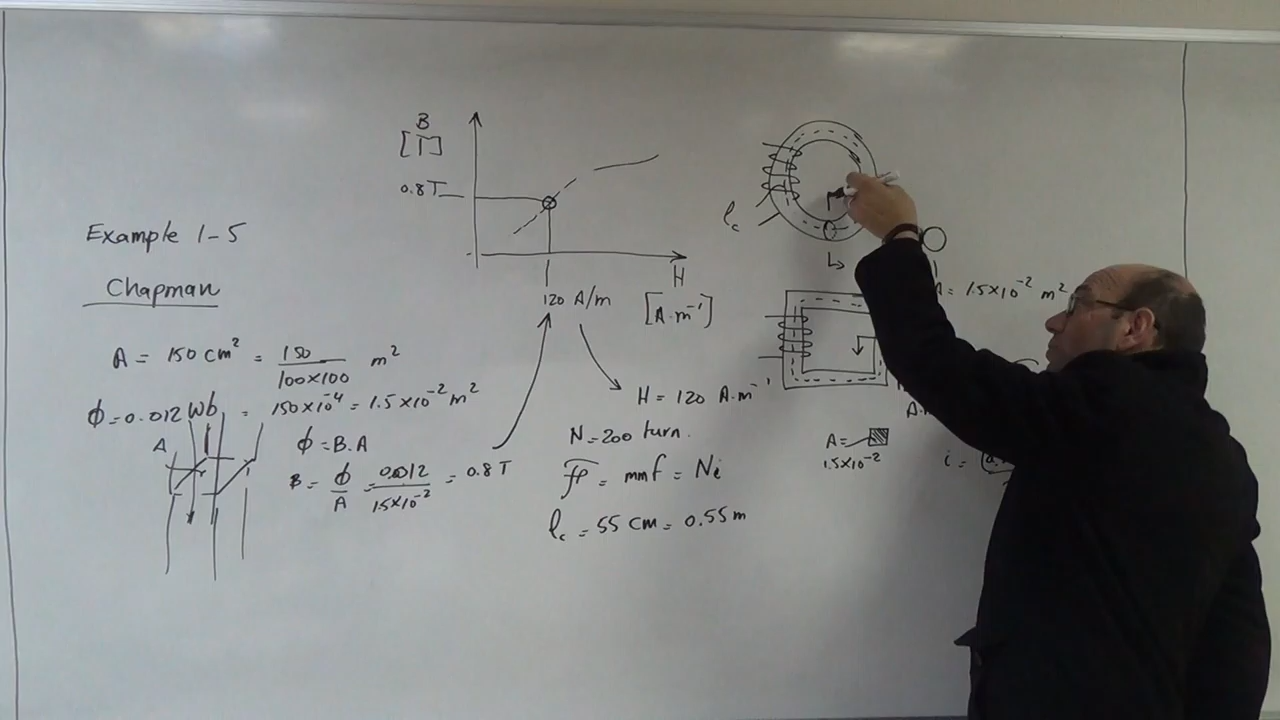 Example 1-5
Chapman
A = 150 cm² = 150/100×100 m²
= 150×10⁻⁴ = 1.5×10⁻² m²
ϕ = 0.012 Wb
A
ϕ = B.A
B = ϕ/A = 0.012/1.5×10⁻² = 0.8 T
B
[T]
0.8T
H
[A.m⁻¹]
120 A/m
H = 120 A.m⁻¹
N = 200 turn.
ℱ = mmf = Ni
lc = 55 cm = 0.55 m
lc
A = 1.5×10⁻² m²
A =
1.5×10⁻²
i =